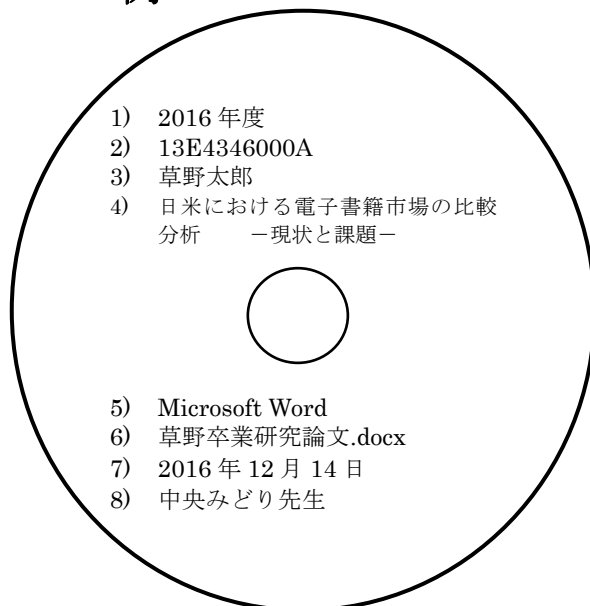 1) 2016 年度
2) 13E4346000A
3) 草野太郎
4) 日米における電子書籍市場の比較
分析 －現状と課題－
5) Microsoft Word
6) 草野卒業研究論文.docx
7) 2016 年 12 月 14 日
8) 中央みどり先生